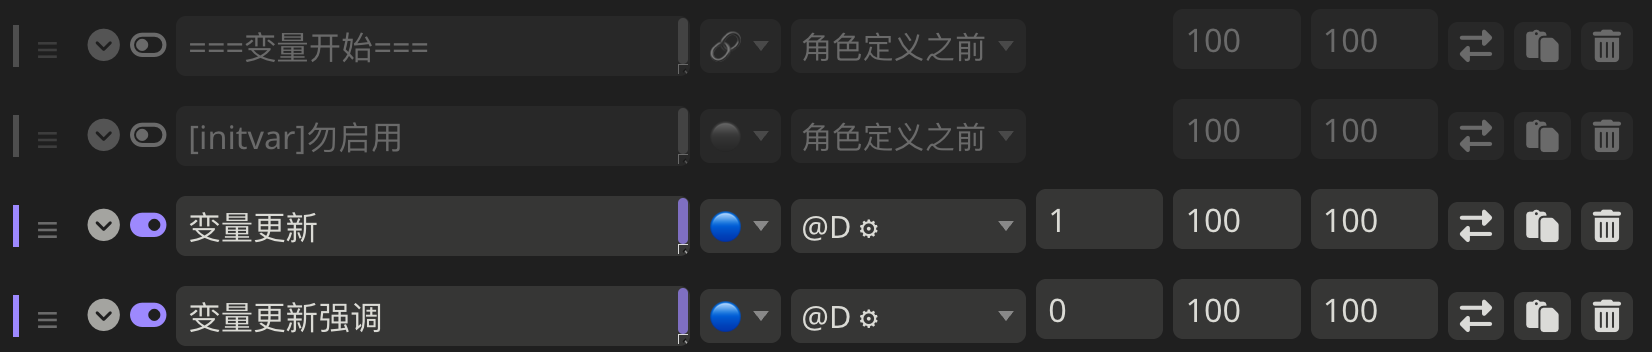 ===变量开始=== 角色定义之前 100 100
[initvar]勿启用 角色定义之前 100 100
变量更新 @D 1 100 100
变量更新强调 @D 0 100 100